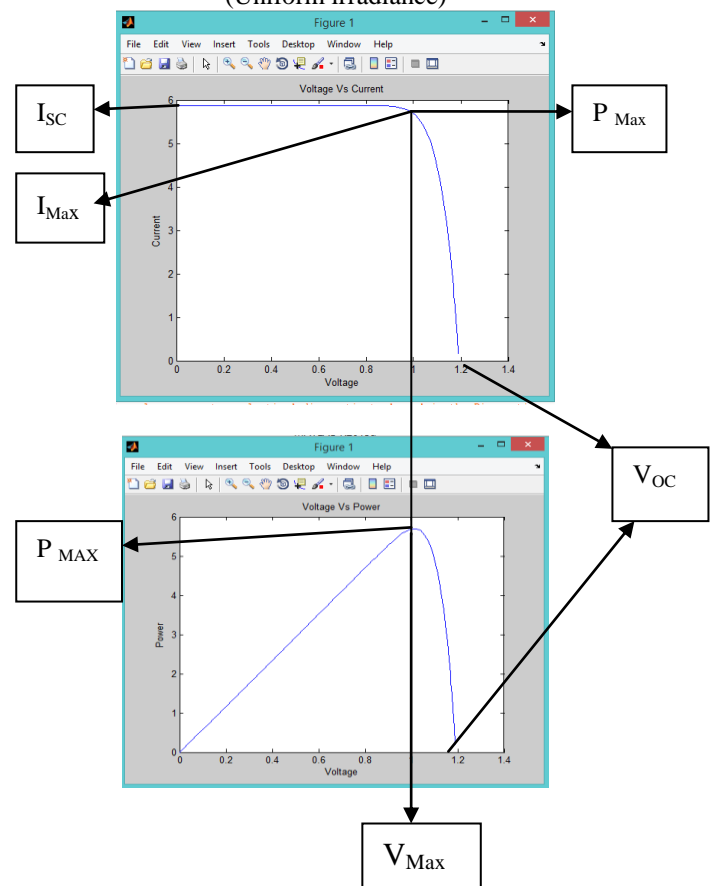 (Uniform irradiance)
Figure 1
File Edit View Insert Tools Desktop Window Help
Voltage Vs Current
I_SC
P Max
I_Max
Current
6
5
4
3
2
1
0
0 0.2 0.4 0.6 0.8 1 1.2 1.4
Voltage
V_OC
Figure 1
File Edit View Insert Tools Desktop Window Help
Voltage Vs Power
P MAX
Power
6
5
4
3
2
1
0
0 0.2 0.4 0.6 0.8 1 1.2 1.4
Voltage
V_Max